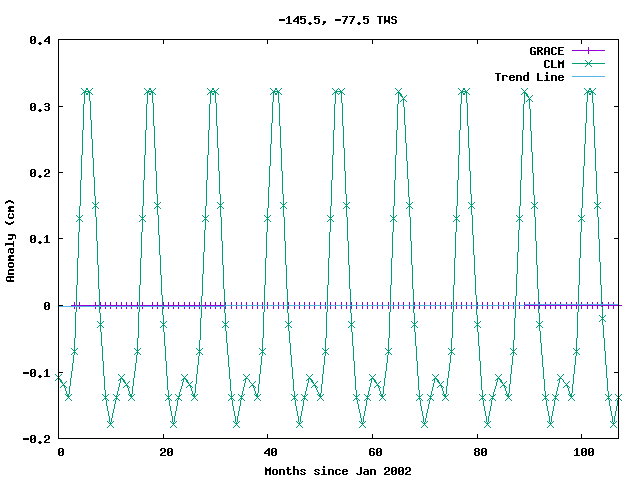 -145.5, -77.5 TWS
GRACE
CLM
Trend Line
0.4
0.3
0.2
0.1
0
-0.1
-0.2
Anomaly (cm)
0 20 40 60 80 100
Months since Jan 2002